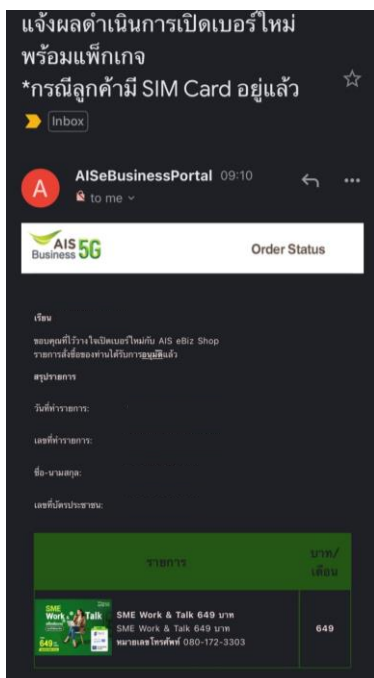 แจ้งผลดำเนินการเปิดเบอร์ใหม่
พร้อมแพ็กเกจ
*กรณีลูกค้ามี SIM Card อยู่แล้ว
Inbox
A
AISeBusinessPortal 09:10
to me
AIS
Business 5G
Order Status
เรียน
ขอบคุณที่ไว้วางใจเปิดเบอร์ใหม่กับ AIS eBiz Shop
รายการสั่งซื้อของท่านได้รับการอนุมัติแล้ว
สรุปรายการ
วันที่ทำรายการ:
เลขที่ทำรายการ:
ชื่อ-นามสกุล:
เลขที่บัตรประชาชน:
รายการ
บาท/
เดือน
SME
Work & Talk
649
SME Work & Talk 649 บาท
SME Work & Talk 649 บาท
หมายเลขโทรศัพท์ 080-172-3303
649